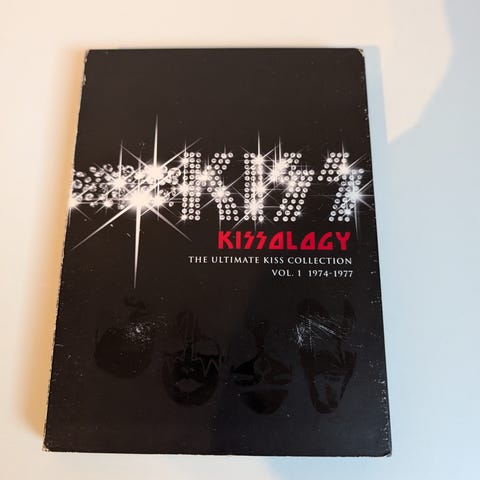 KISS
KISSOLOGY
THE ULTIMATE KISS COLLECTION
VOL. 1 1974-1977